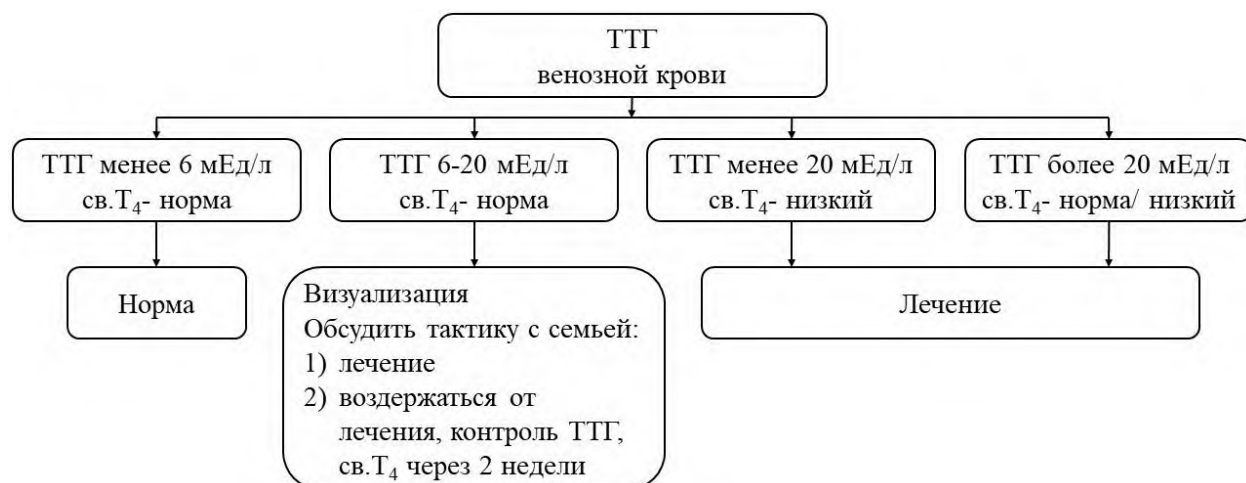 ТТГ
венозной крови
ТТГ менее 6 мЕд/л
св.Т₄- норма
ТТГ 6-20 мЕд/л
св.Т₄- норма
ТТГ менее 20 мЕд/л
св.Т₄- низкий
ТТГ более 20 мЕд/л
св.Т₄- норма/ низкий
Норма
Визуализация
Обсудить тактику с семьей:
1) лечение
2) воздержаться от
лечения, контроль ТТГ,
св.Т₄ через 2 недели
Лечение